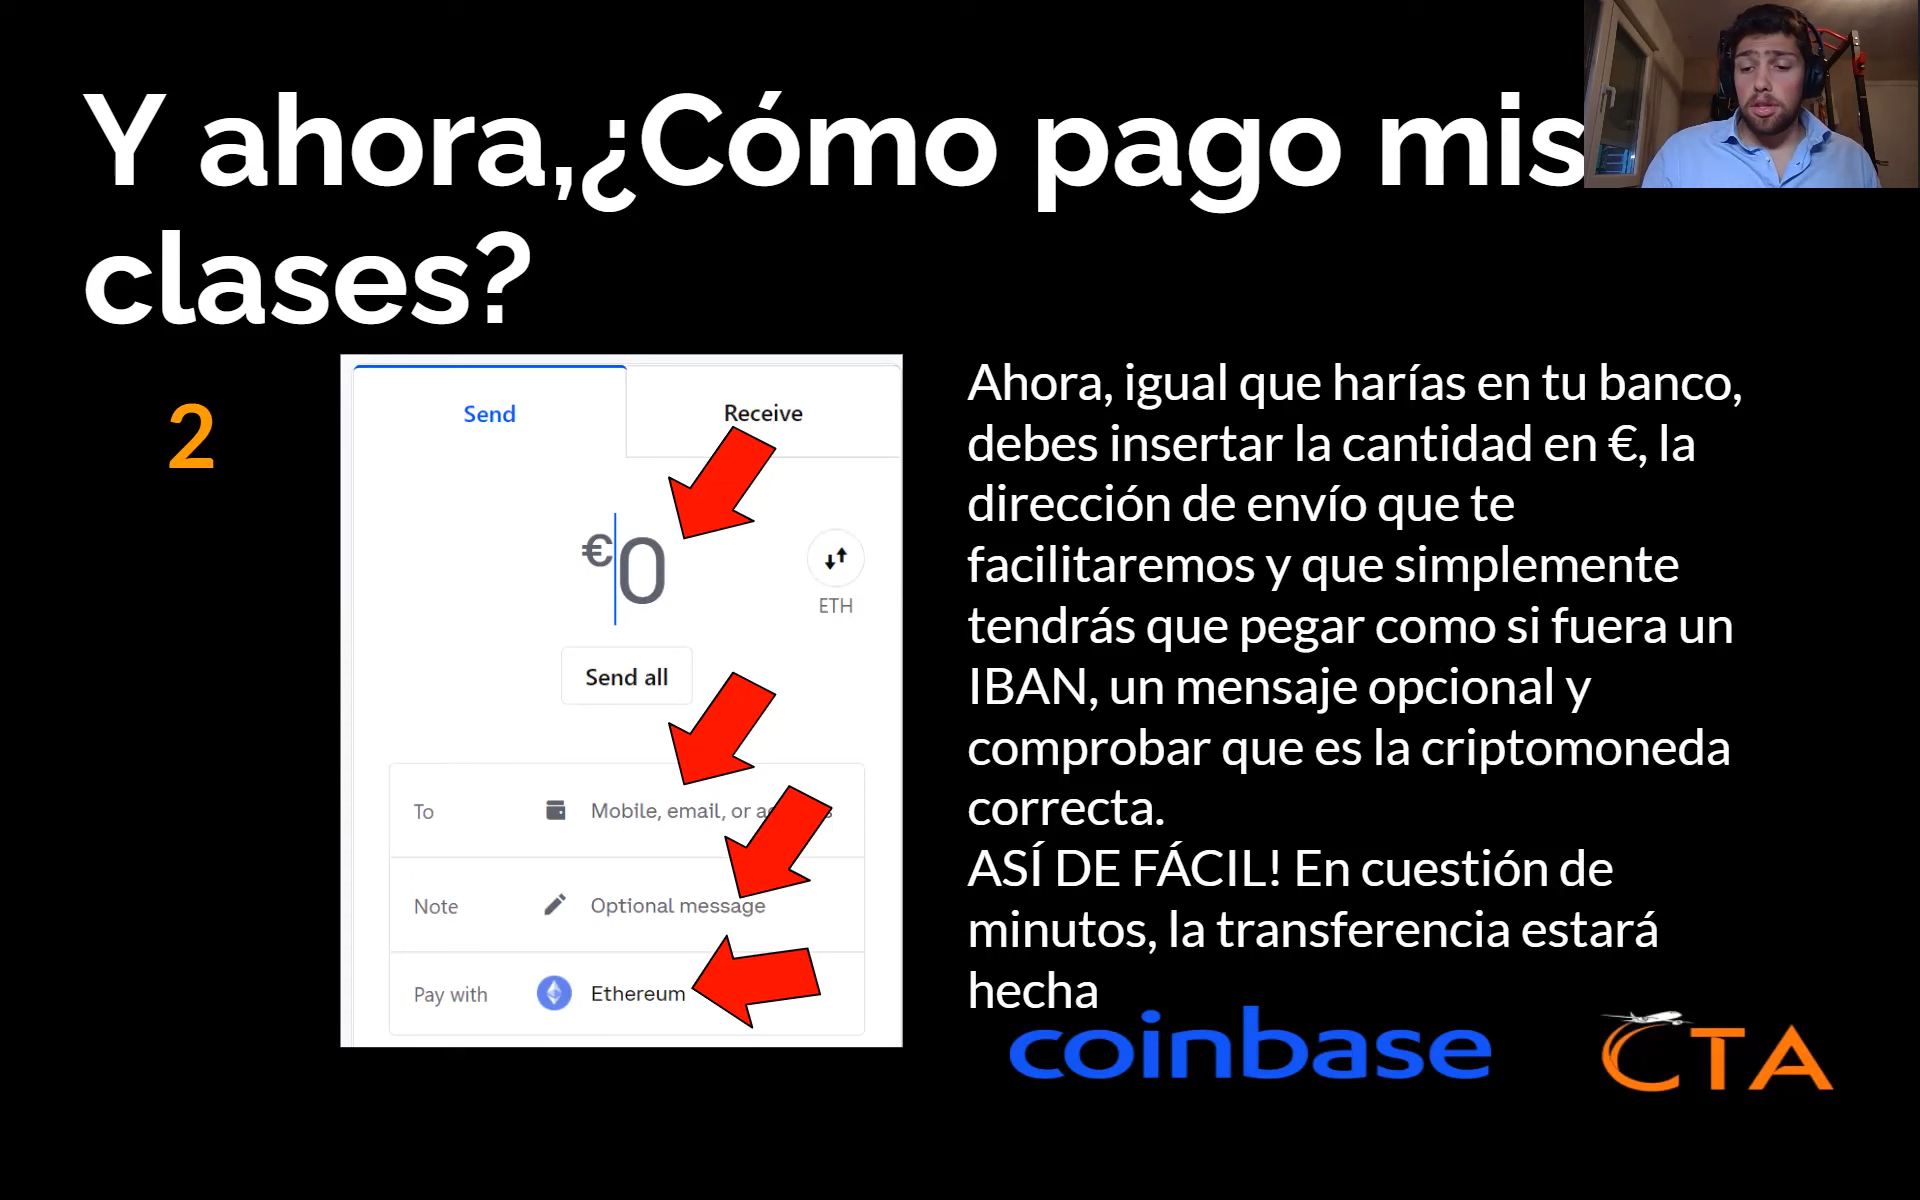 Y ahora,¿Cómo pago mis
clases?
2
Send
Receive
€0
ETH
Send all
To
Mobile, email, or a
Note
Optional message
Pay with
Ethereum
Ahora, igual que harías en tu banco,
debes insertar la cantidad en €, la
dirección de envío que te
facilitaremos y que simplemente
tendrás que pegar como si fuera un
IBAN, un mensaje opcional y
comprobar que es la criptomoneda
correcta.
ASÍ DE FÁCIL! En cuestión de
minutos, la transferencia estará
hecha
coinbase
CTA